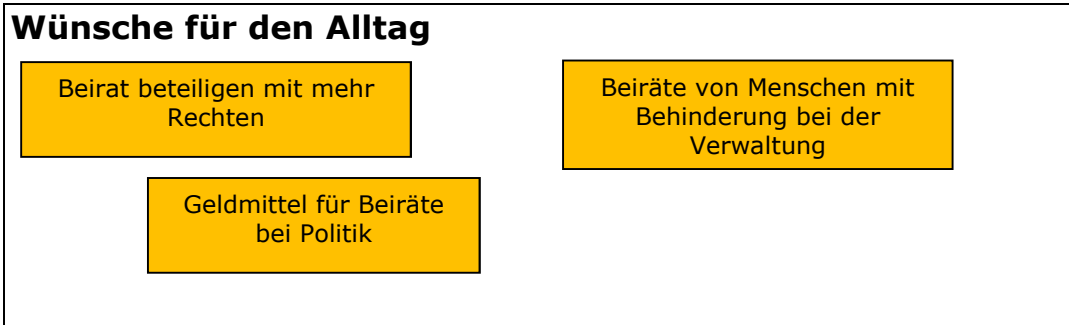 Wünsche für den Alltag
Beirat beteiligen mit mehr
Rechten
Beiräte von Menschen mit
Behinderung bei der
Verwaltung
Geldmittel für Beiräte
bei Politik